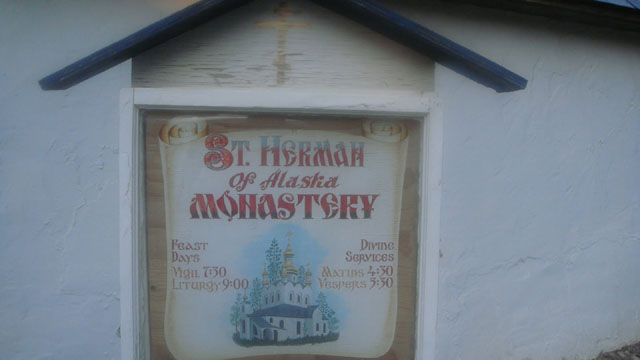 St. Herman
Of Alaska
Monastery
Feast
Days
Vigil 7:30
Liturgy 9:00
Divine
Services
Matins 4:30
Vespers 5:30